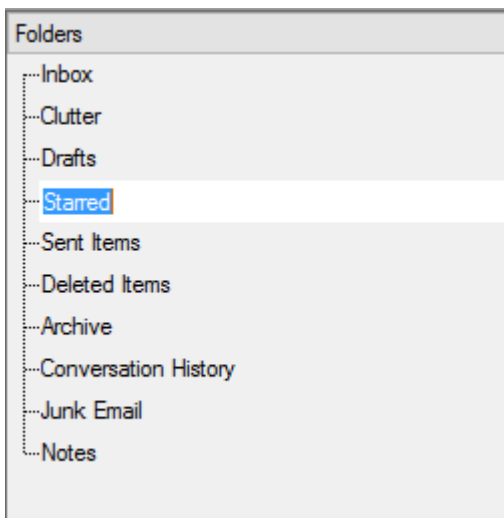 Folders
Inbox
Clutter
Drafts
Starred
Sent Items
Deleted Items
Archive
Conversation History
Junk Email
Notes